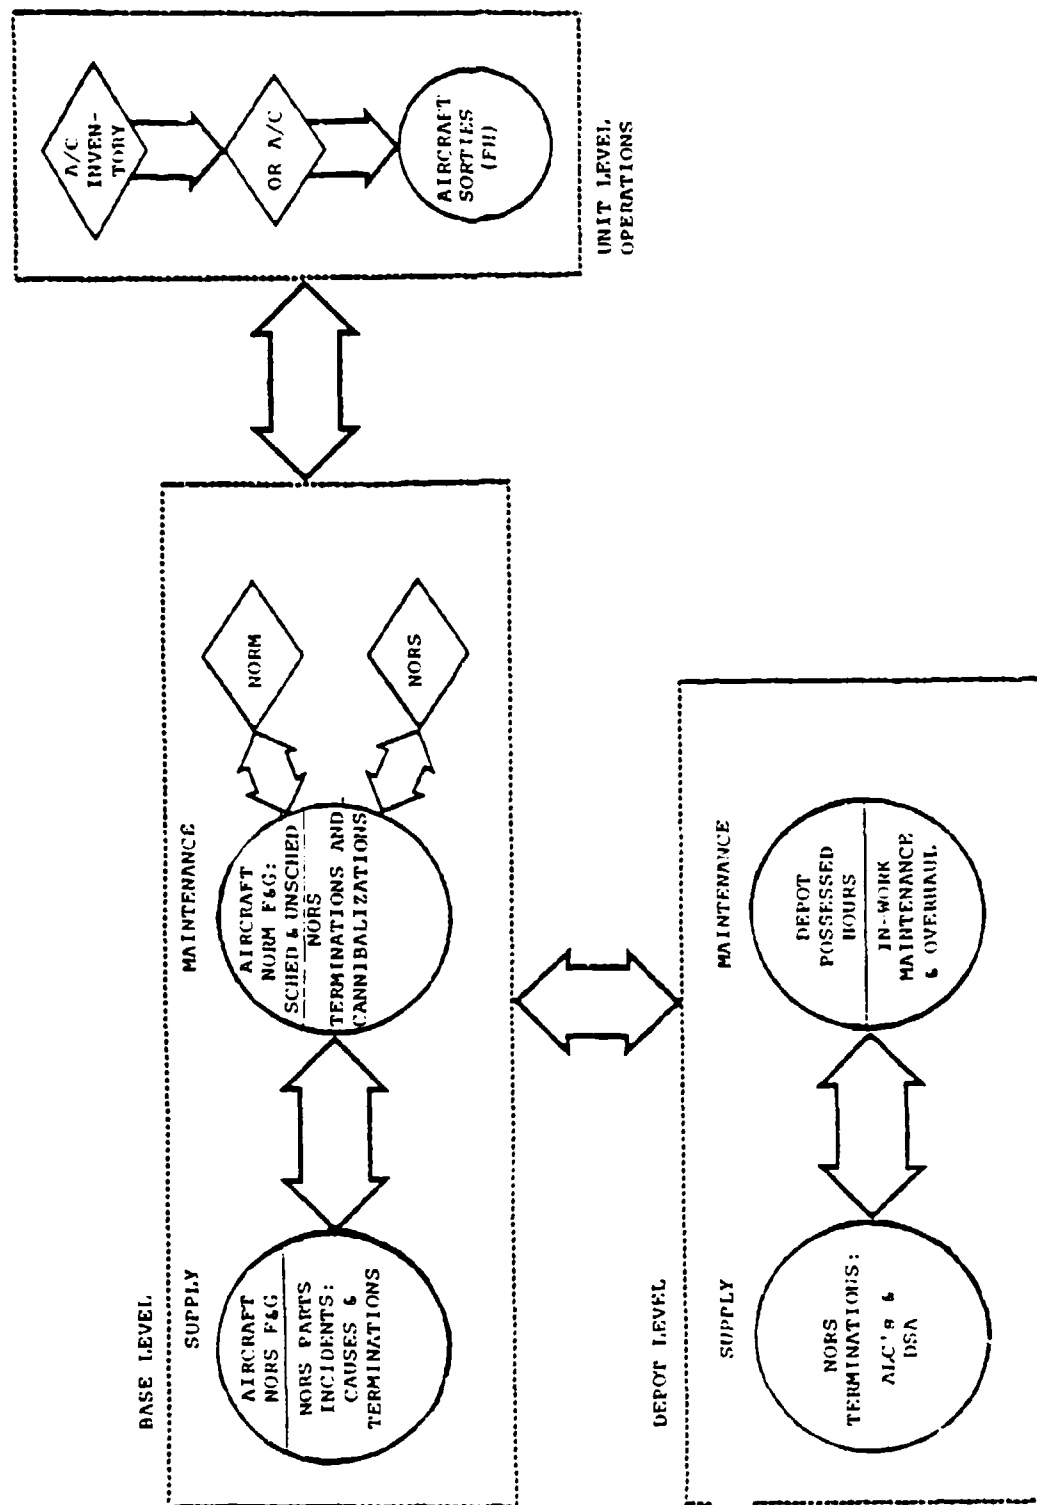 BASE LEVEL
SUPPLY
AIRCRAFT
NORS F&G
NORS PARTS
INCIDENTS:
CAUSES &
TERMINATIONS
MAINTENANCE
AIRCRAFT
NORM F&G:
SCHED & UNSCHED
NORS
TERMINATIONS AND
CANNIBALIZATIONS
NORM
NORS
A/C
INVEN-
TORY
OR A/C
AIRCRAFT
SORTIES
(FH)
UNIT LEVEL
OPERATIONS
DEPOT LEVEL
SUPPLY
NORS
TERMINATIONS:
ALC's &
DSA
MAINTENANCE
DEPOT
POSSESSED
HOURS
IN-WORK
MAINTENANCE
& OVERHAUL